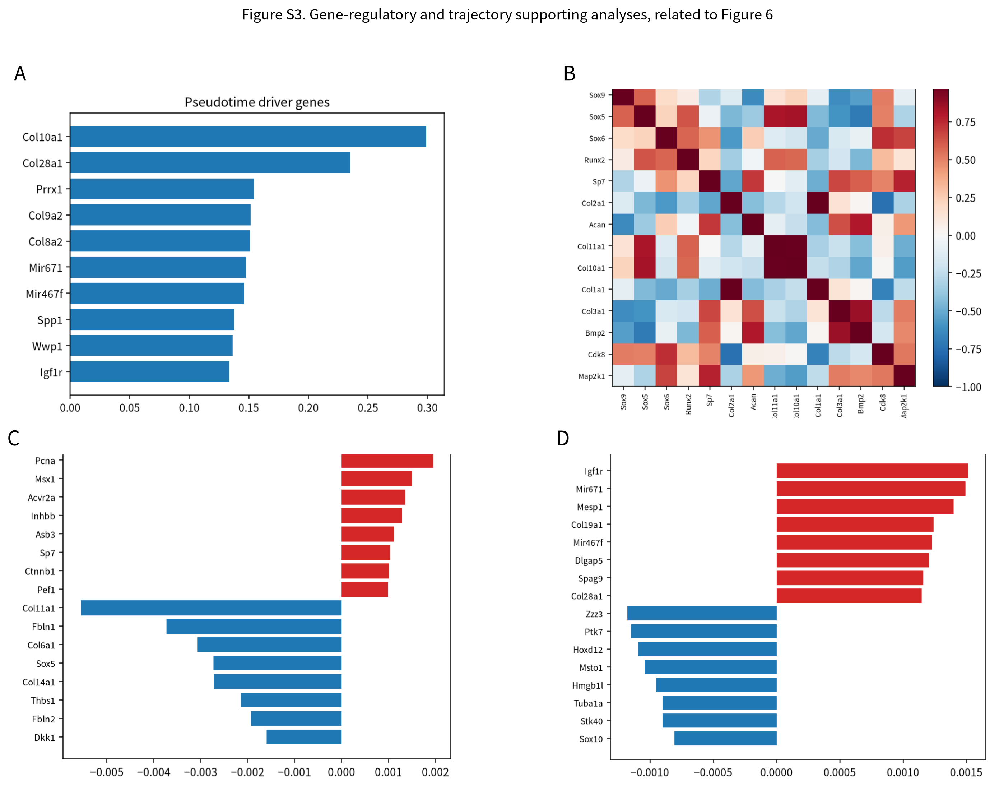 Figure S3. Gene-regulatory and trajectory supporting analyses, related to Figure 6
A
Pseudotime driver genes
Col10a1
Col28a1
Prrx1
Col9a2
Col8a2
Mir671
Mir467f
Spp1
Wwp1
Igf1r
0.00 0.05 0.10 0.15 0.20 0.25 0.30
B
Sox9
Sox5
Sox6
Runx2
Sp7
Col2a1
Acan
Col11a1
Col10a1
Col1a1
Col3a1
Bmp2
Cdk8
Map2k1
Sox9 Sox5 Sox6 Runx2 Sp7 Col2a1 Acan ol11a1 ol10a1 Col1a1 Col3a1 Bmp2 Cdk8 Map2k1
0.75
0.50
0.25
0.00
−0.25
−0.50
−0.75
−1.00
C
Pcna
Msx1
Acvr2a
Inhbb
Asb3
Sp7
Ctnnb1
Pef1
Col11a1
Fbln1
Col6a1
Sox5
Col14a1
Thbs1
Fbln2
Dkk1
−0.005 −0.004 −0.003 −0.002 −0.001 0.000 0.001 0.002
D
Igf1r
Mir671
Mesp1
Col19a1
Mir467f
Dlgap5
Spag9
Col28a1
Zzz3
Ptk7
Hoxd12
Msto1
Hmgb1l
Tuba1a
Stk40
Sox10
−0.0010 −0.0005 0.0000 0.0005 0.0010 0.0015